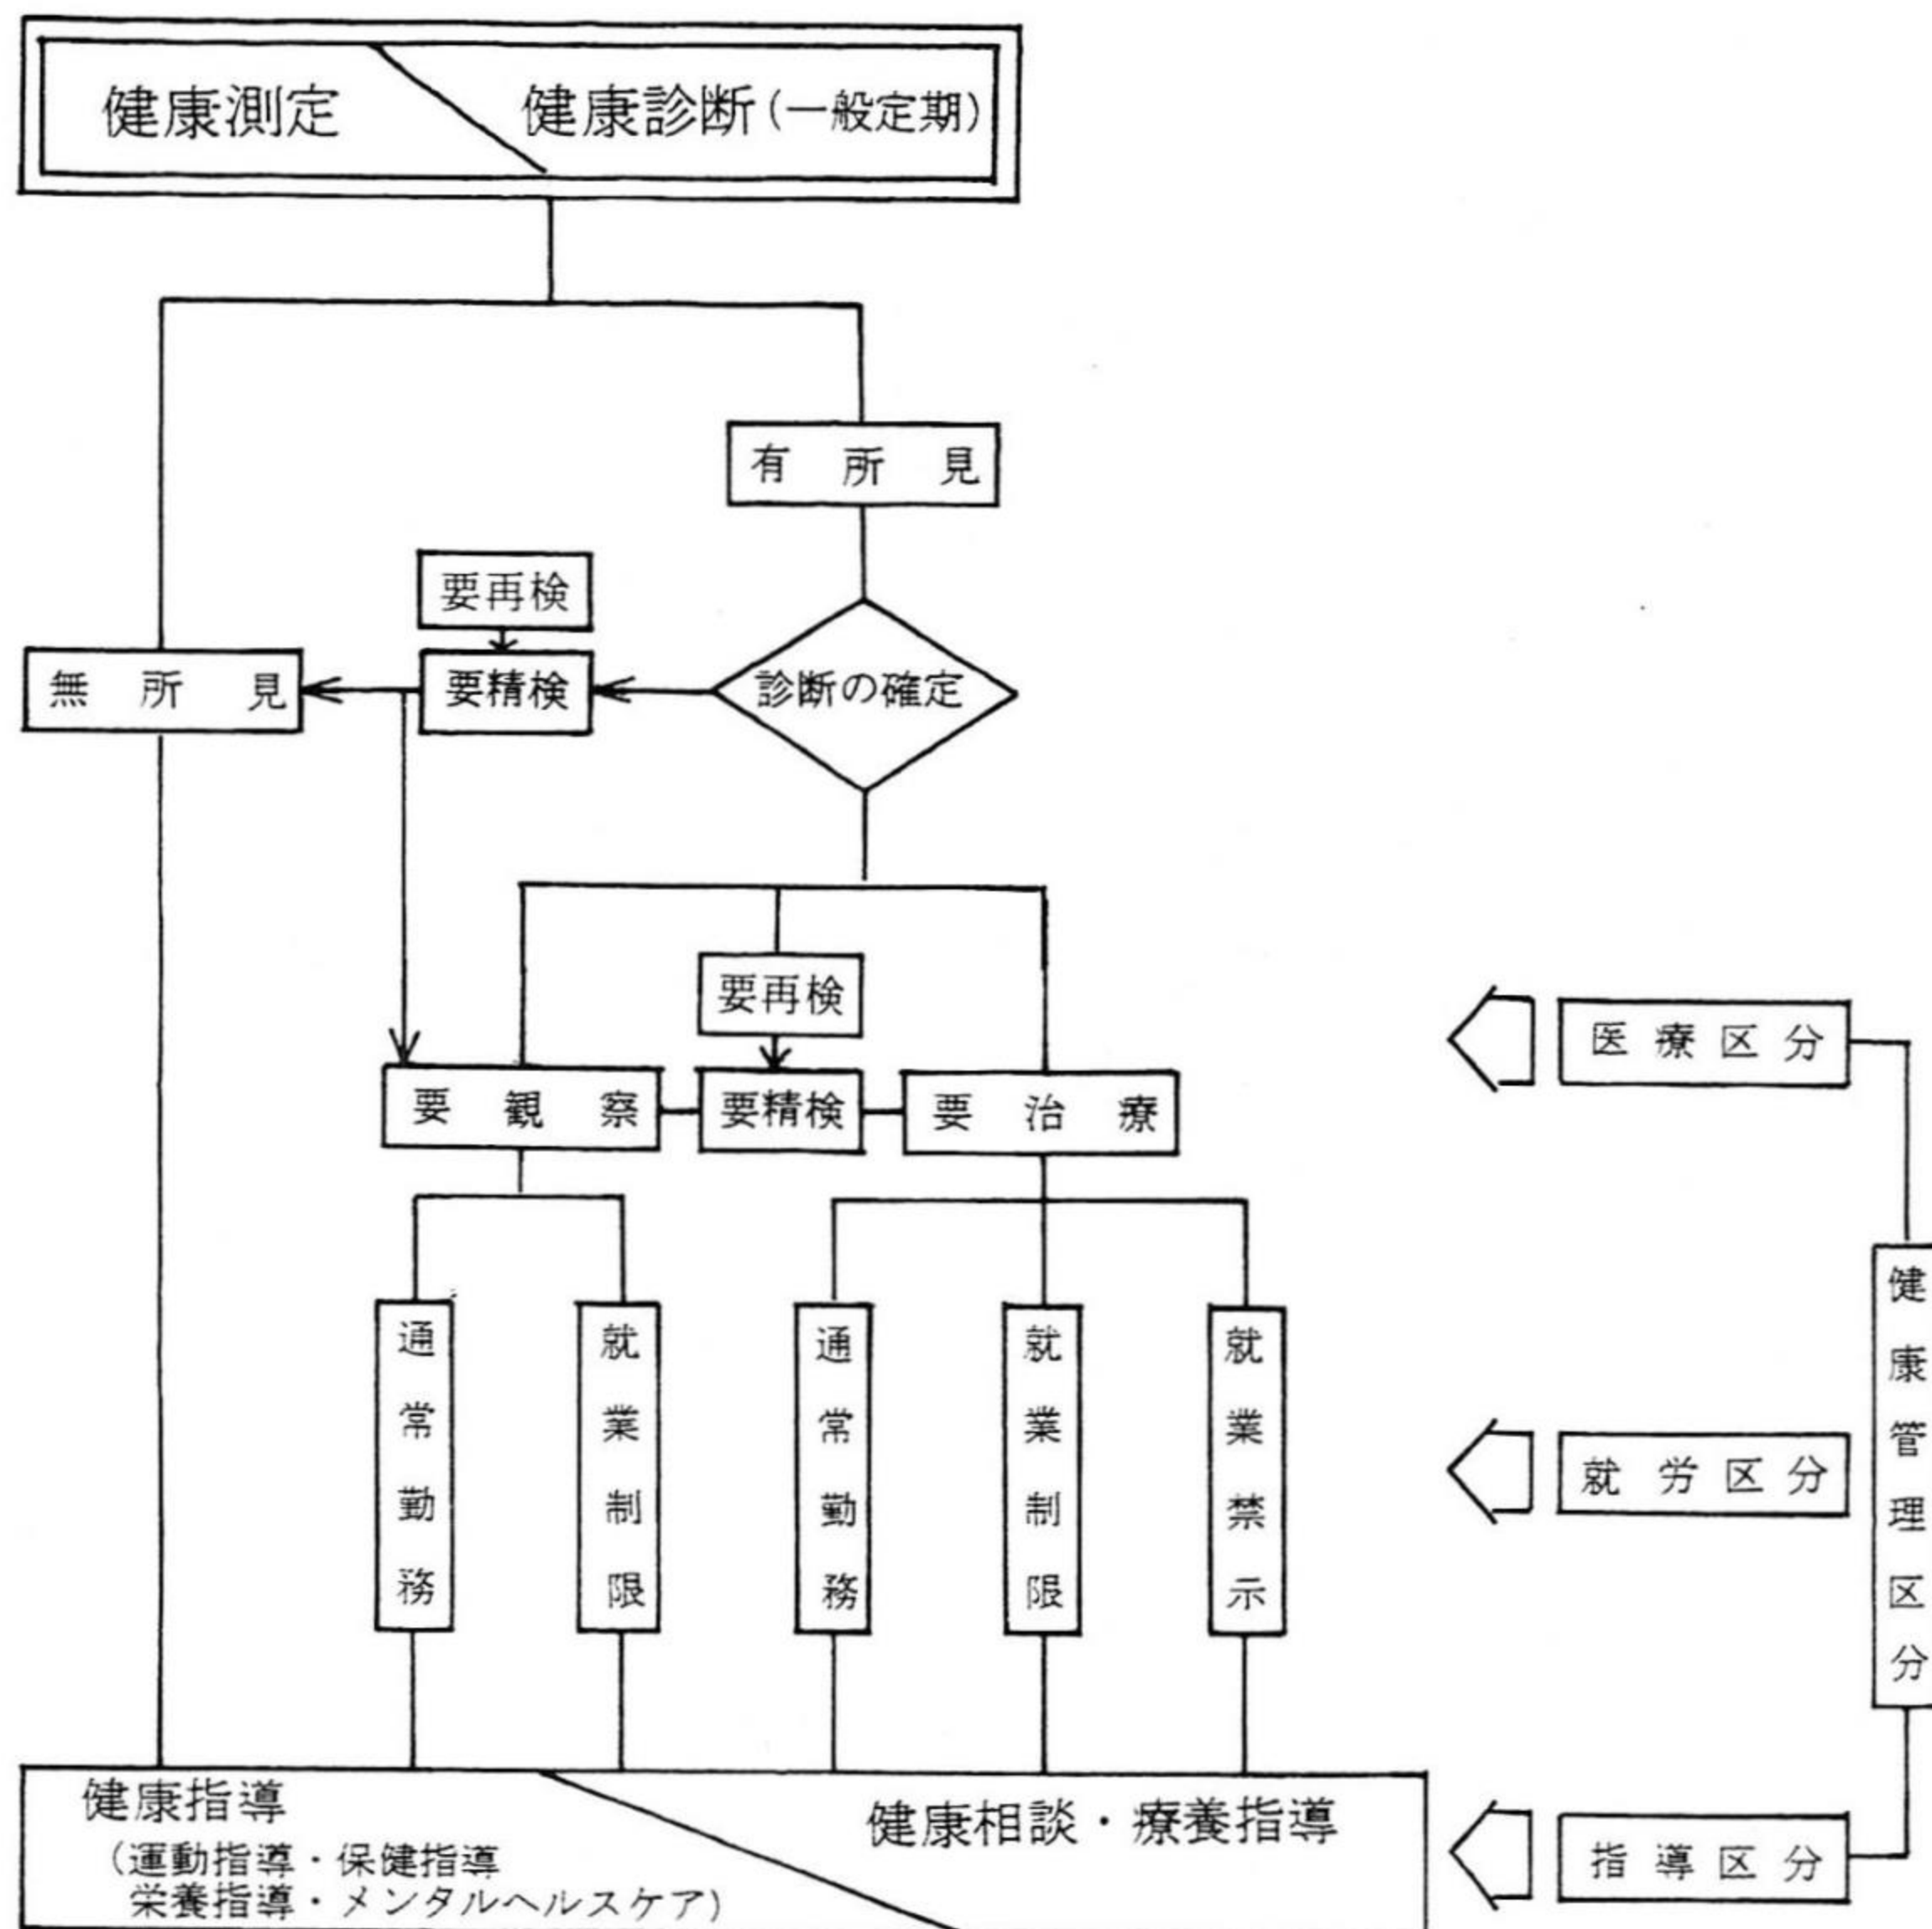 健康測定
健康診断(一般定期)
有所見
要再検
無所見
要精検
診断の確定
要再検
医療区分
要観察
要精検
要治療
通常勤務
就業制限
通常勤務
就業制限
就業禁示
健康管理区分
就労区分
健康指導
(運動指導・保健指導
栄養指導・メンタルヘルスケア)
健康相談・療養指導
指導区分